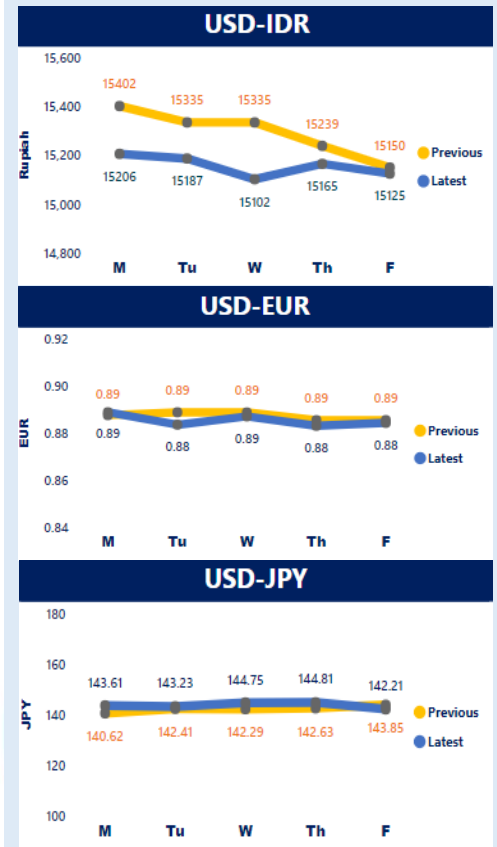 USD-IDR
15,600
15,400
15,200
15,000
14,800
Rupiah
15402
15335
15335
15239
15150
15206
15187
15102
15165
15125
Previous
Latest
M Tu W Th F
USD-EUR
0.92
0.90
0.88
0.86
0.84
EUR
0.89 0.89 0.89 0.89 0.89
0.89 0.88 0.89 0.88 0.88
Previous
Latest
M Tu W Th F
USD-JPY
180
160
140
120
100
JPY
143.61 143.23 144.75 144.81 142.21
140.62 142.41 142.29 142.63 143.85
Previous
Latest
M Tu W Th F